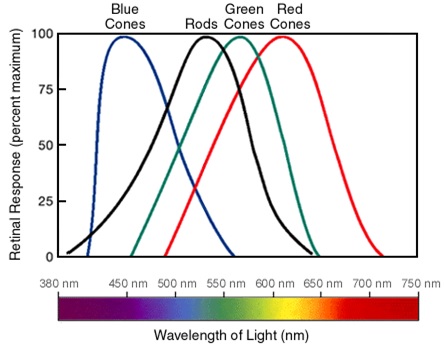 Blue Cones
Rods
Green Cones
Red Cones
Retinal Response (percent maximum)
100
75
50
25
0
380 nm 450 nm 500 nm 550 nm 600 nm 650 nm 700 nm 750 nm
Wavelength of Light (nm)